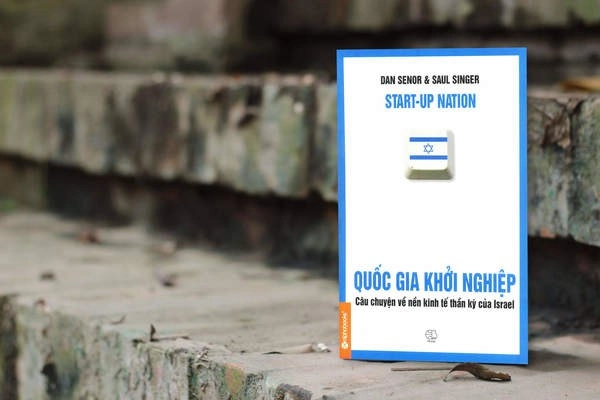 DAN SENOR & SAUL SINGER
START-UP NATION
QUỐC GIA KHỞI NGHIỆP
Câu chuyện về nền kinh tế thần kỳ của Israel
alphabooks